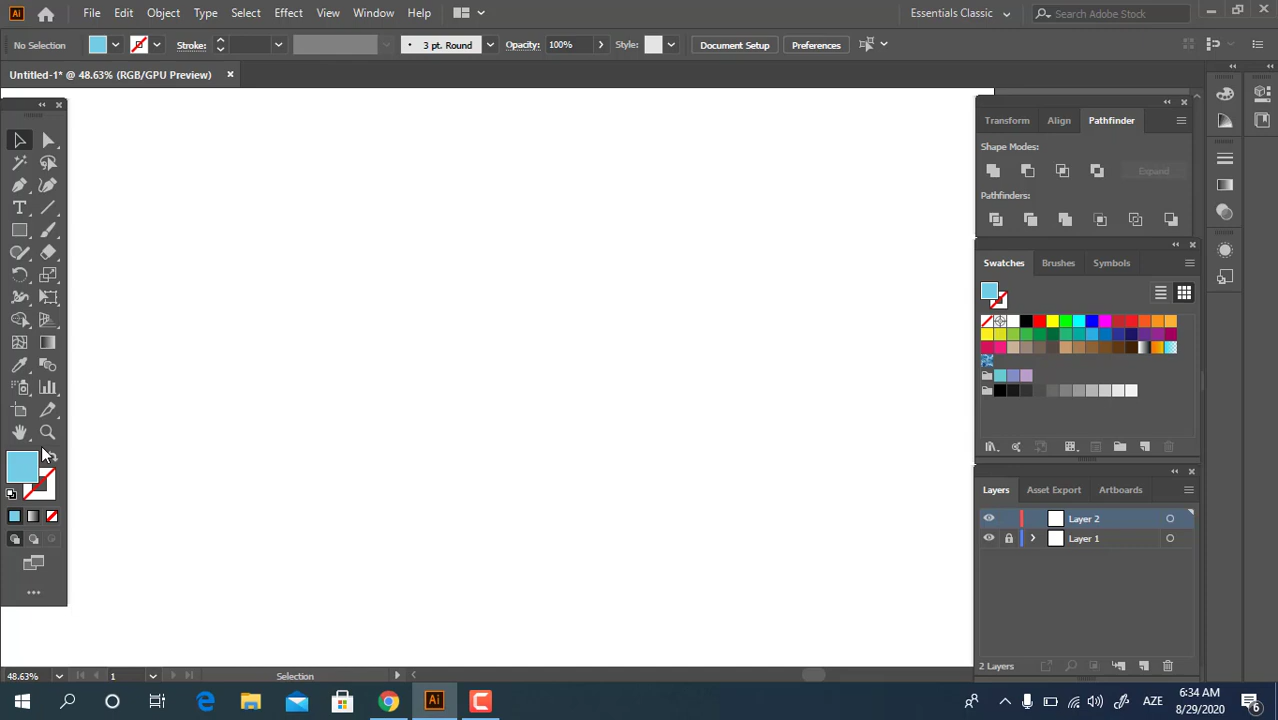 Ai File Edit Object Type Select Effect View Window Help Essentials Classic Search Adobe Stock
No Selection Stroke: 3 pt. Round Opacity: 100% Style: Document Setup Preferences
Untitled-1* @ 48.63% (RGB/GPU Preview)
Transform Align Pathfinder
Shape Modes:
Expand
Pathfinders:
Swatches Brushes Symbols
Layers Asset Export Artboards
Layer 2
Layer 1
2 Layers
48.63% 1 Selection
Ai AZE 6:34 AM
8/29/2020 6